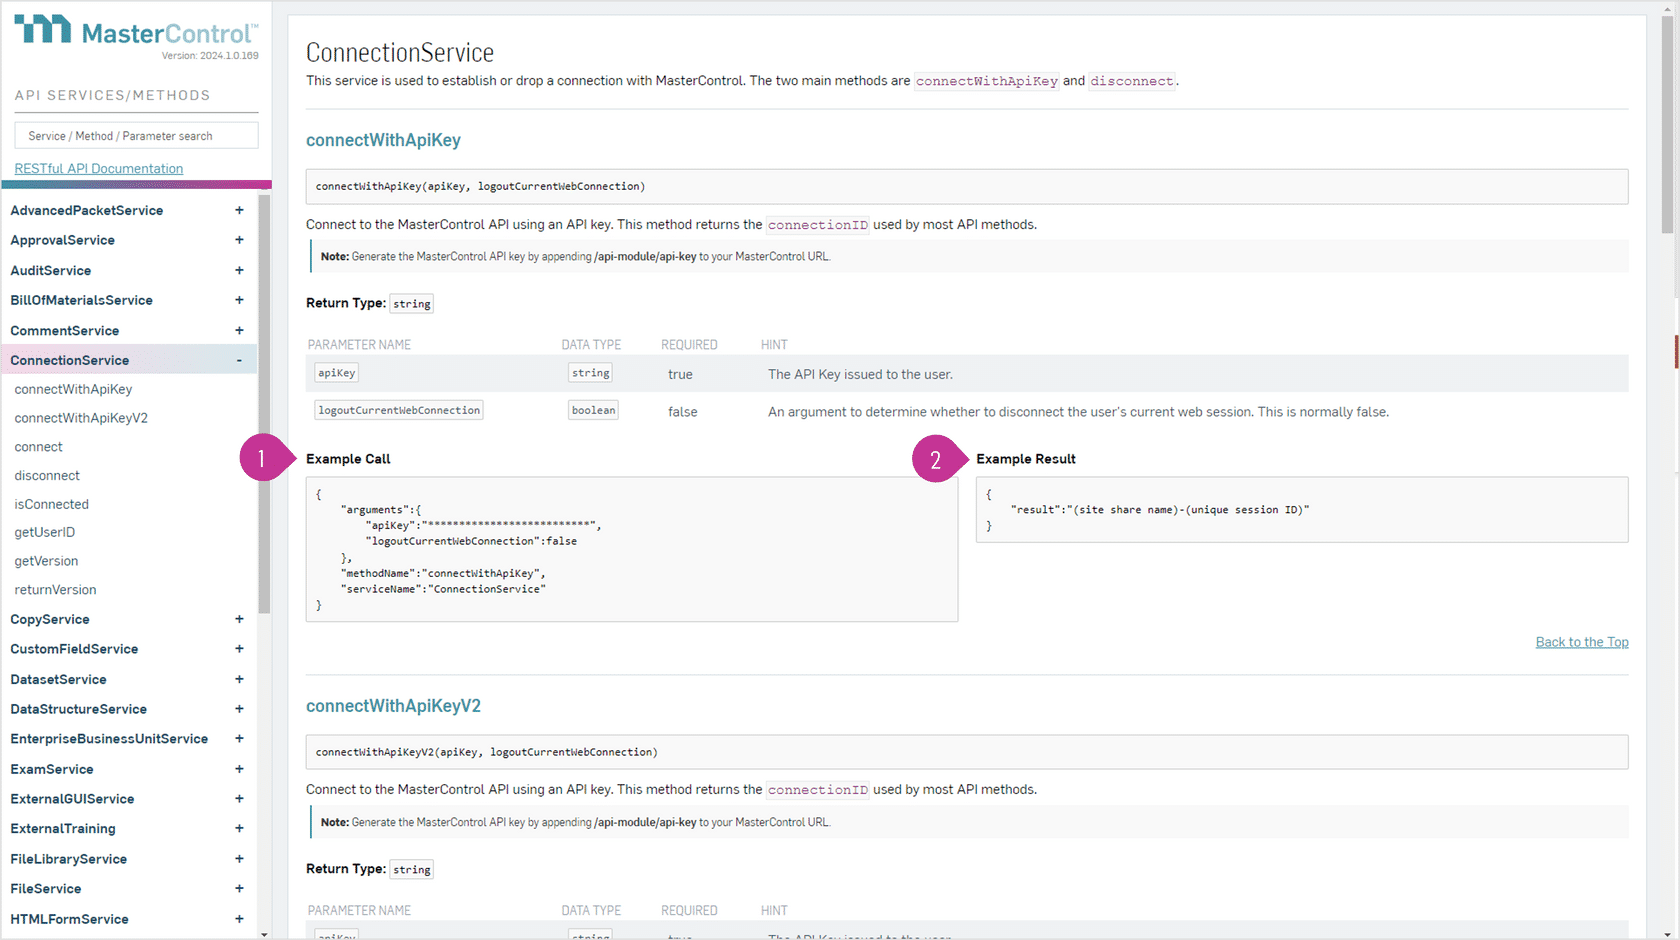 MasterControl™
Version: 2024.1.0.169
API SERVICES/METHODS
Service / Method / Parameter search
RESTful API Documentation
AdvancedPacketService +
ApprovalService +
AuditService +
BillOfMaterialsService +
CommentService +
ConnectionService -
connectWithApiKey
connectWithApiKeyV2
connect
disconnect
isConnected
getUserID
getVersion
returnVersion
CopyService +
CustomFieldService +
DatasetService +
DataStructureService +
EnterpriseBusinessUnitService +
ExamService +
ExternalGUIService +
ExternalTraining +
FileLibraryService +
FileService +
HTMLFormService +
ConnectionService
This service is used to establish or drop a connection with MasterControl. The two main methods are connectWithApiKey and disconnect.
connectWithApiKey
connectWithApiKey(apiKey, logoutCurrentWebConnection)
Connect to the MasterControl API using an API key. This method returns the connectionID used by most API methods.
Note: Generate the MasterControl API key by appending /api-module/api-key to your MasterControl URL.
Return Type: string
PARAMETER NAME DATA TYPE REQUIRED HINT
apiKey string true The API Key issued to the user.
logoutCurrentWebConnection boolean false An argument to determine whether to disconnect the user's current web session. This is normally false.
1 Example Call
{
"arguments":{
"apiKey":"**************************",
"logoutCurrentWebConnection":false
},
"methodName":"connectWithApiKey",
"serviceName":"ConnectionService"
}
2 Example Result
{
"result":"(site share name)-(unique session ID)"
}
Back to the Top
connectWithApiKeyV2
connectWithApiKeyV2(apiKey, logoutCurrentWebConnection)
Connect to the MasterControl API using an API key. This method returns the connectionID used by most API methods.
Note: Generate the MasterControl API key by appending /api-module/api-key to your MasterControl URL.
Return Type: string
PARAMETER NAME DATA TYPE REQUIRED HINT
apiKey string true The API Key issued to the user.